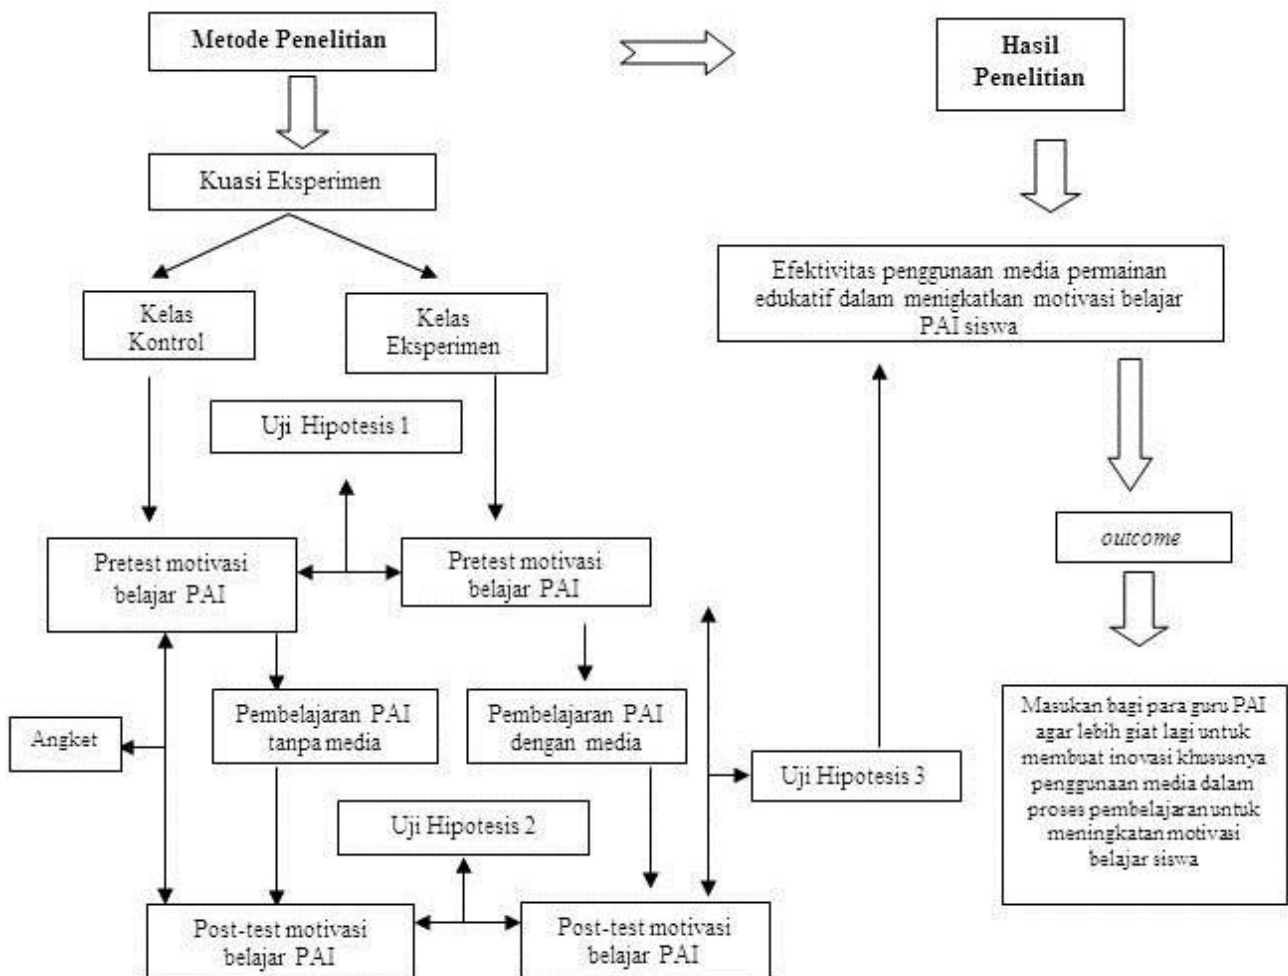 Metode Penelitian
Hasil
Penelitian
Kuasi Eksperimen
Efektivitas penggunaan media permainan
edukatif dalam menigkatkan motivasi belajar
PAI siswa
Kelas
Kontrol
Kelas
Eksperimen
Uji Hipotesis 1
outcome
Pretest motivasi
belajar PAI
Pretest motivasi
belajar PAI
Angket
Pembelajaran PAI
tanpa media
Pembelajaran PAI
dengan media
Uji Hipotesis 3
Masukan bagi para guru PAI
agar lebih giat lagi untuk
membuat inovasi khususnya
penggunaan media dalam
proses pembelajaran untuk
meningkatan motivasi
belajar siswa
Uji Hipotesis 2
Post-test motivasi
belajar PAI
Post-test motivasi
belajar PAI